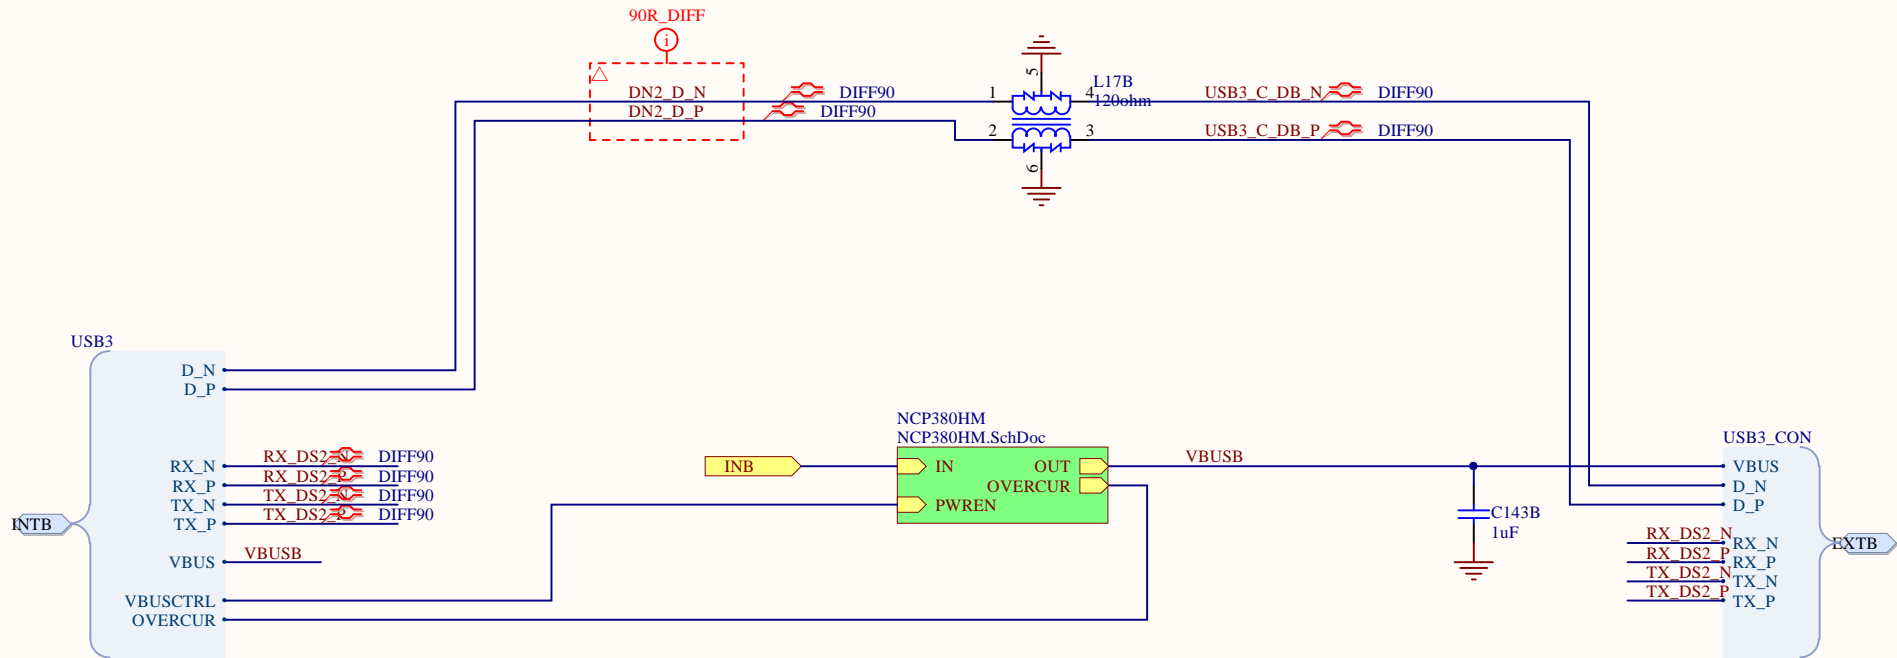 90R_DIFF
i
DN2_D_N
DIFF90
DN2_D_P
DIFF90
1
2
5
6
4
3
L17B
120ohm
USB3_C_DB_N
DIFF90
USB3_C_DB_P
DIFF90
USB3
D_N
D_P
RX_N
RX_DS2_N
DIFF90
RX_P
RX_DS2_P
DIFF90
TX_N
TX_DS2_N
DIFF90
TX_P
TX_DS2_P
DIFF90
INTB
VBUS
VBUSB
VBUSCTRL
OVERCUR
NCP380HM
NCP380HM.SchDoc
INB
IN
OUT
OVERCUR
PWREN
VBUSB
C143B
1uF
USB3_CON
VBUS
D_N
D_P
RX_DS2_N
RX_N
RX_DS2_P
RX_P
TX_DS2_N
TX_N
TX_DS2_P
TX_P
EXTB